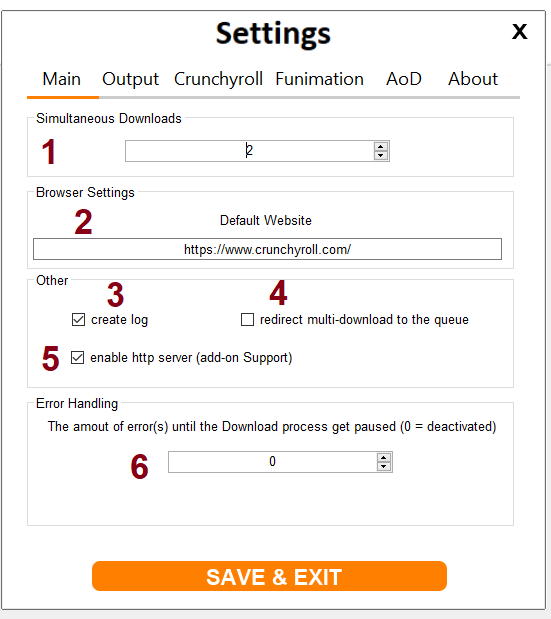 Settings
X
Main Output Crunchyroll Funimation AoD About
Simultaneous Downloads
1 2
Browser Settings
2 Default Website
https://www.crunchyroll.com/
Other
3 4
create log redirect multi-download to the queue
5 enable http server (add-on Support)
Error Handling
The amout of error(s) until the Download process get paused (0 = deactivated)
6 0
SAVE & EXIT